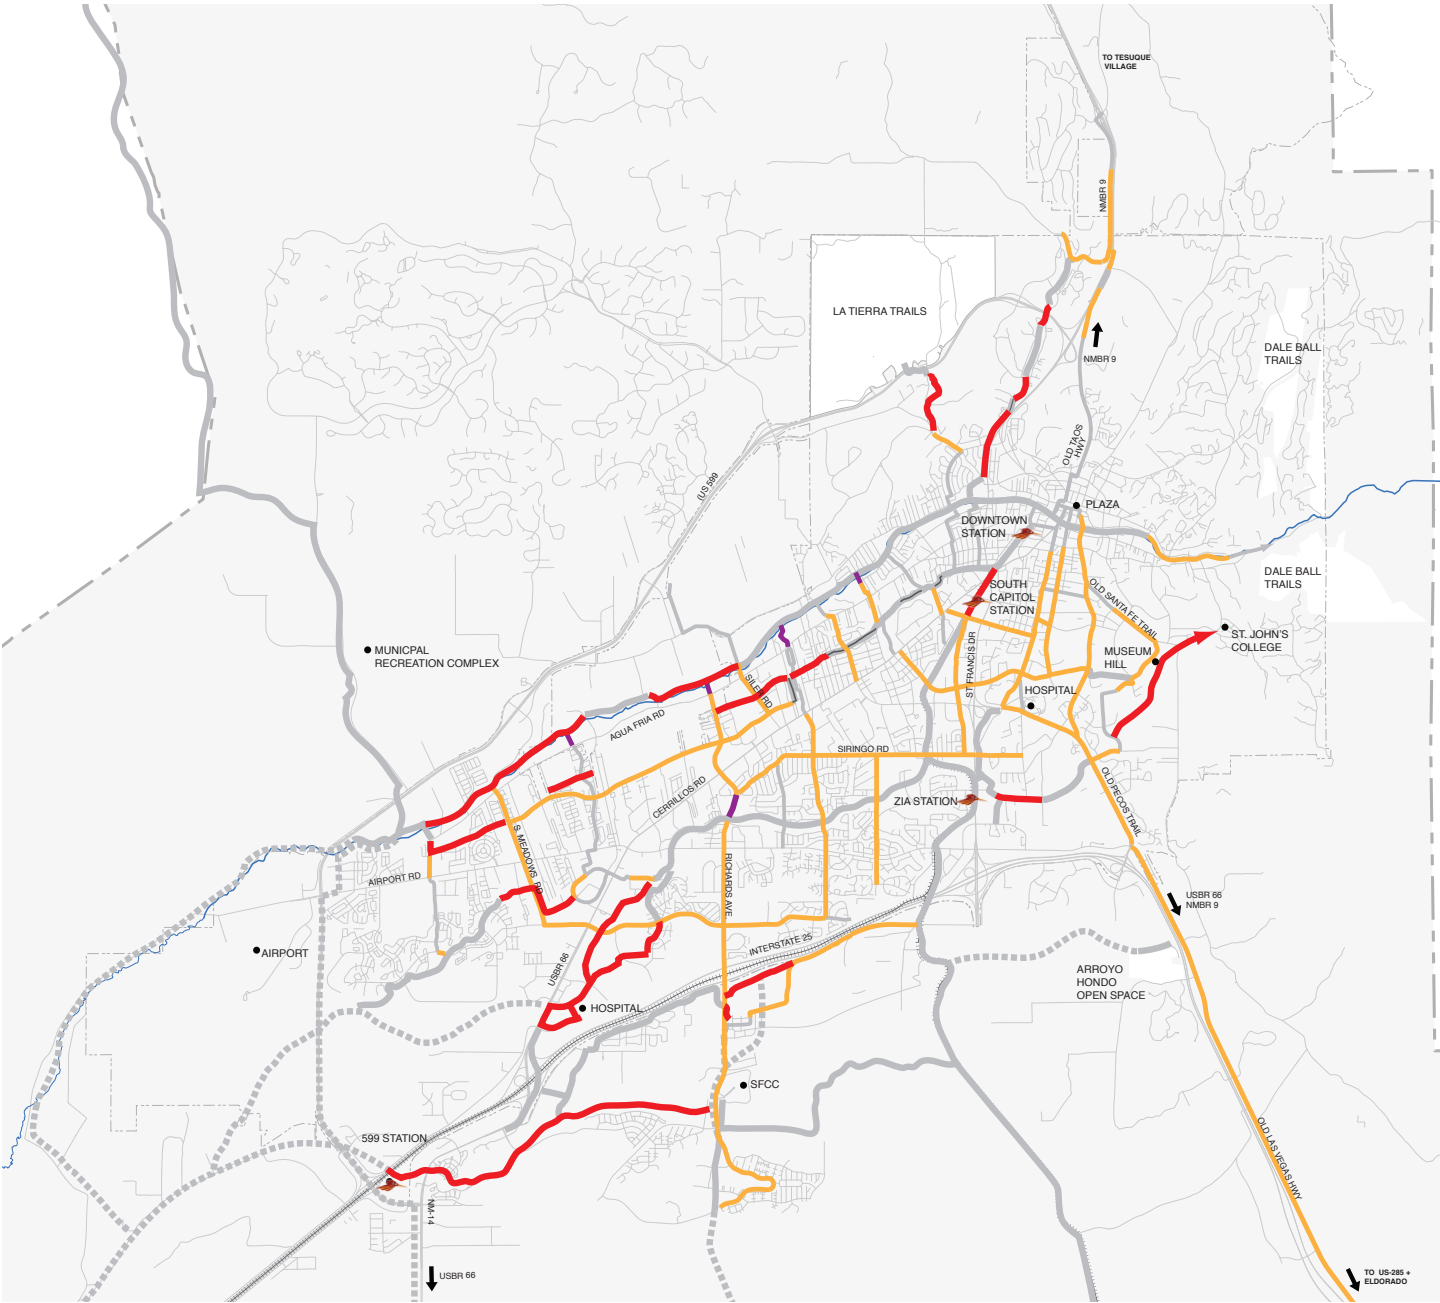 TO TESUQUE
VILLAGE
NMBR 9
LA TIERRA TRAILS
NMBR 9
DALE BALL
TRAILS
OLD TAOS
HWY
(US 599
PLAZA
DOWNTOWN
STATION
DALE BALL
TRAILS
SOUTH
CAPITOL
STATION
OLD SANTA FE TRAIL
ST. JOHN'S
COLLEGE
MUNICPAL
RECREATION COMPLEX
MUSEUM
HILL
ST FRANCIS DR
HOSPITAL
SILER RD
AGUA FRIA RD
SIRINGO RD
CERRILLOS RD
ZIA STATION
OLD PECOS TRAIL
S. MEADOWS RD
AIRPORT RD
RICHARDS AVE
USBR 66
NMBR 9
INTERSTATE 25
AIRPORT
USBR 66
ARROYO
HONDO
OPEN SPACE
HOSPITAL
SFCC
599 STATION
OLD LAS VEGAS HWY
NM-14
USBR 66
TO US-285 +
ELDORADO